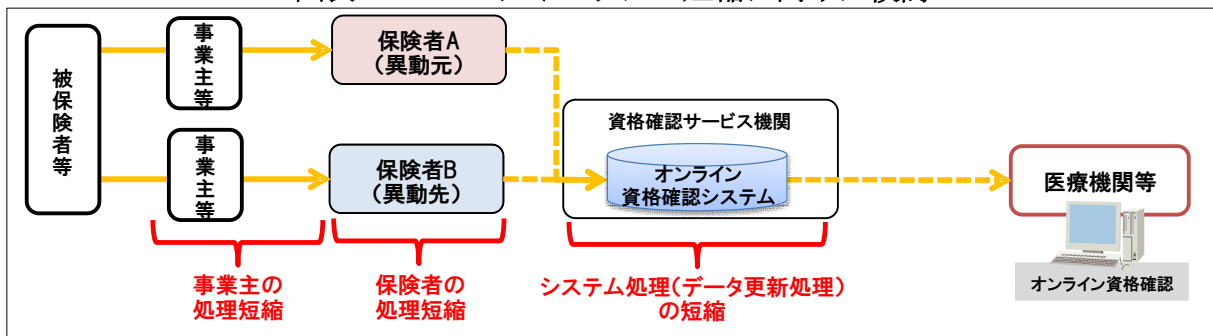 被保険者等
事業主等
保険者A
（異動元）
事業主等
保険者B
（異動先）
資格確認サービス機関
オンライン
資格確認システム
医療機関等
オンライン資格確認
事業主の
処理短縮
保険者の
処理短縮
システム処理（データ更新処理）
の短縮